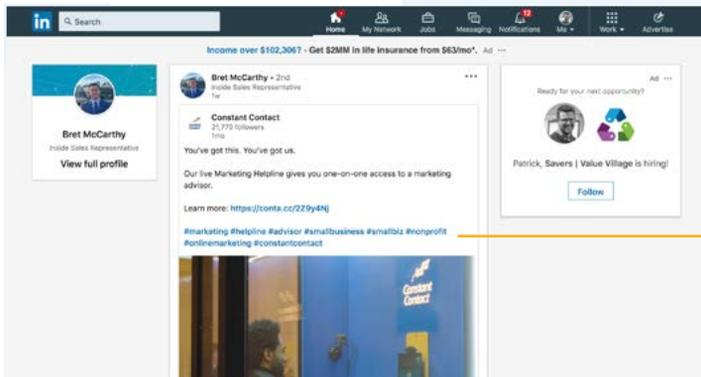 in Search
Home My Network Jobs Messaging Notifications 12 Me Work Advertise
Income over $102,306? - Get $2MM in life insurance from $63/mo*. Ad ...
Bret McCarthy
Inside Sales Representative
View full profile
Bret McCarthy • 2nd
Inside Sales Representative
1w
Constant Contact
21,770 followers
1mo
You've got this. You've got us.
Our live Marketing Helpline gives you one-on-one access to a marketing
advisor.
Learn more: https://conta.cc/2Z9y4Nj
#marketing #helpline #advisor #smallbusiness #smallbiz #nonprofit
#onlinemarketing #constantcontact
Constant
Contact
Ad ...
Ready for your next opportunity?
Patrick, Savers | Value Village is hiring!
Follow